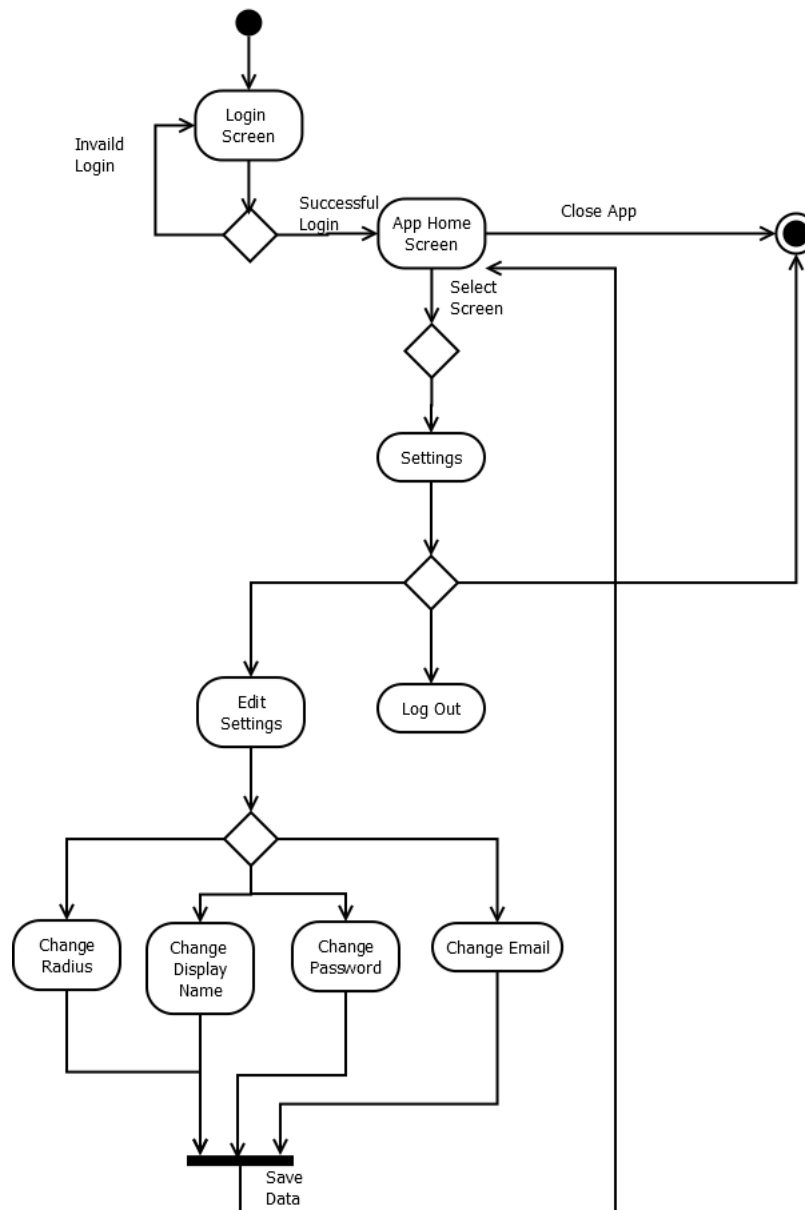 Login
Screen
Invaild
Login
Successful
Login
App Home
Screen
Close App
Select
Screen
Settings
Edit
Settings
Log Out
Change
Radius
Change
Display
Name
Change
Password
Change Email
Save
Data